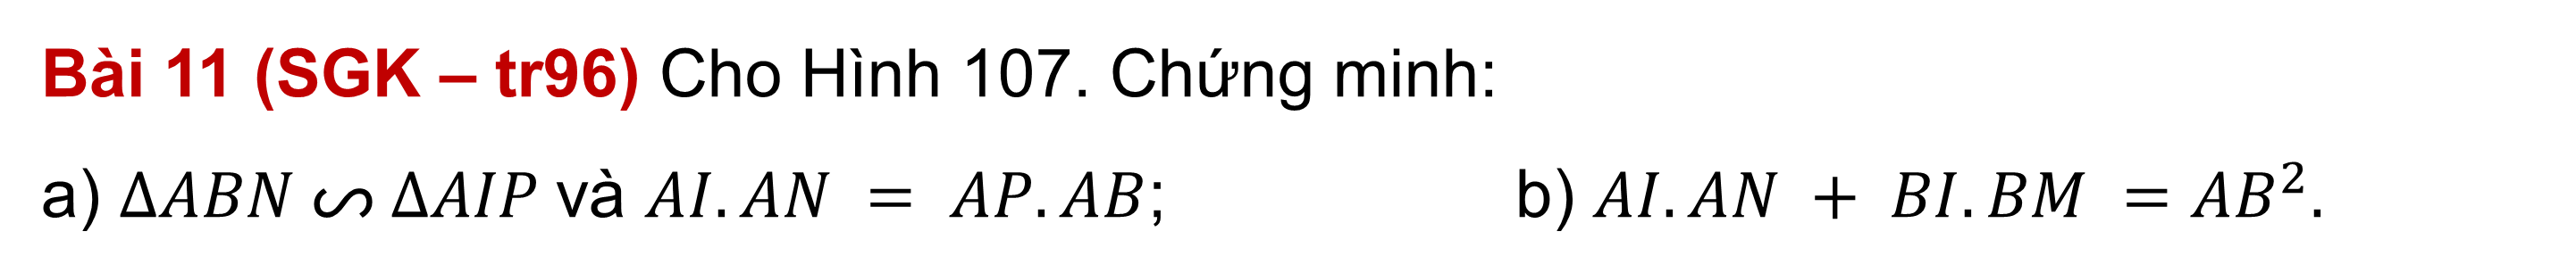 Bài 11 (SGK – tr96) Cho Hình 107. Chứng minh:
a) ΔABN ∽ ΔAIP và AI. AN = AP. AB; b) AI. AN + BI. BM = AB².